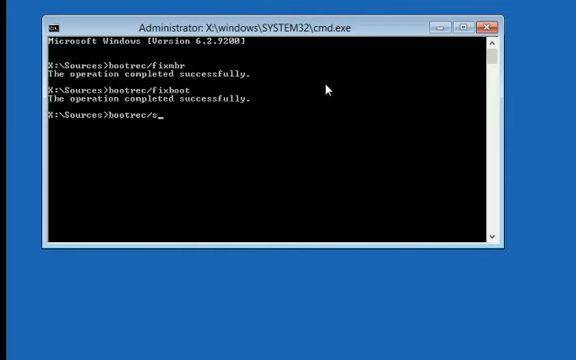 Administrator: X:\windows\SYSTEM32\cmd.exe
Microsoft Windows [Version 6.2.9200]
X:\Sources>bootrec/fixmbr
The operation completed successfully.
X:\Sources>bootrec/fixboot
The operation completed successfully.
X:\Sources>bootrec/s_